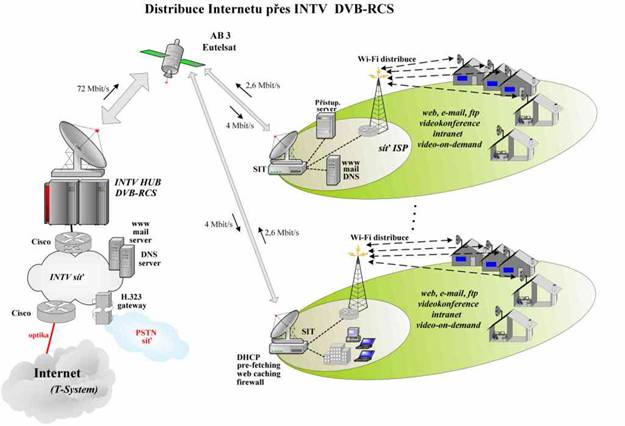 Distribuce Internetu přes INTV DVB-RCS
AB 3
Eutelsat
72 Mbit/s
2,6 Mbit/s
4 Mbit/s
4 Mbit/s
2,6 Mbit/s
INTV HUB
DVB-RCS
Cisco
www
mail
server
DNS
server
INTV síť
H.323
gateway
Cisco
optika
PSTN
síť
Internet
(T-System)
Wi-Fi distribuce
Přístup.
server
SIT
síť ISP
www
mail
DNS
web, e-mail, ftp
videokonference
intranet
video-on-demand
Wi-Fi distribuce
SIT
DHCP
pre-fetching
web caching
firewall
web, e-mail, ftp
videokonference
intranet
video-on-demand